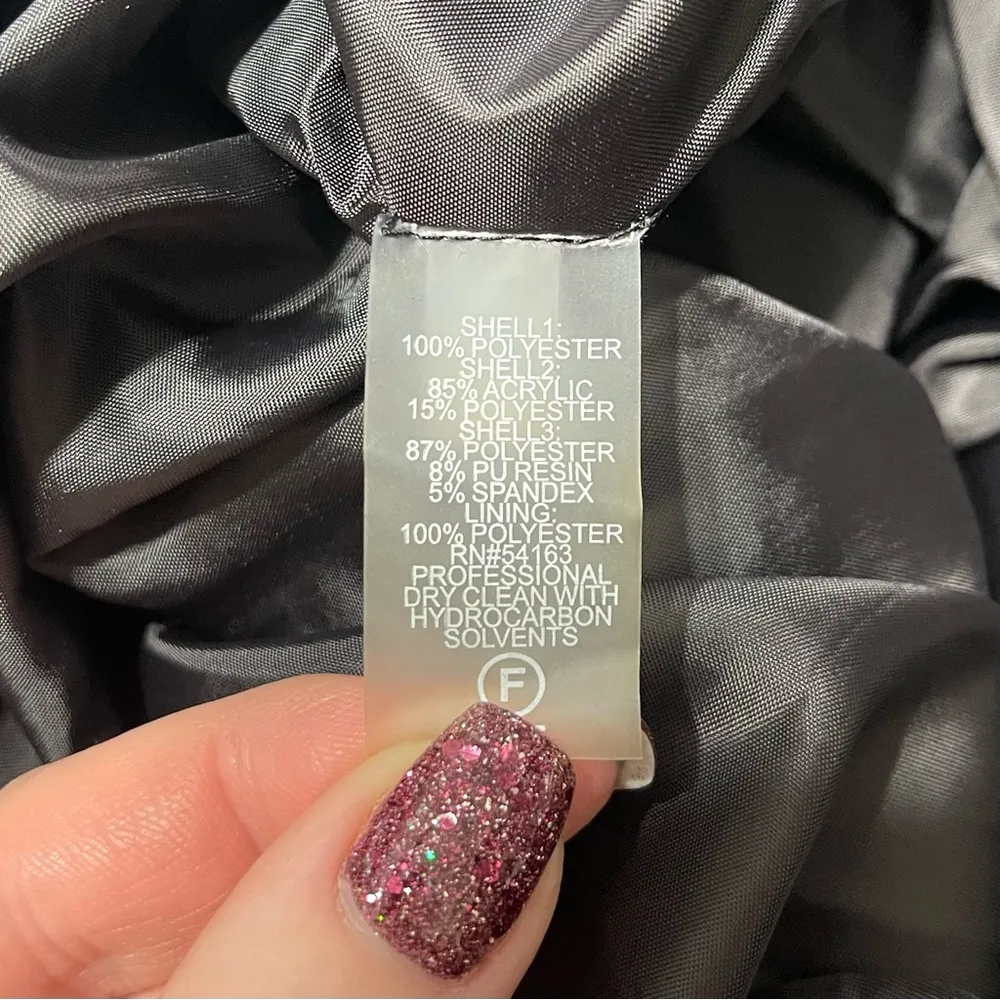 SHELL1:
100% POLYESTER
SHELL2:
85% ACRYLIC
15% POLYESTER
SHELL3:
87% POLYESTER
8% PU RESIN
5% SPANDEX
LINING:
100% POLYESTER
RN#54163
PROFESSIONAL
DRY CLEAN WITH
HYDROCARBON
SOLVENTS
F